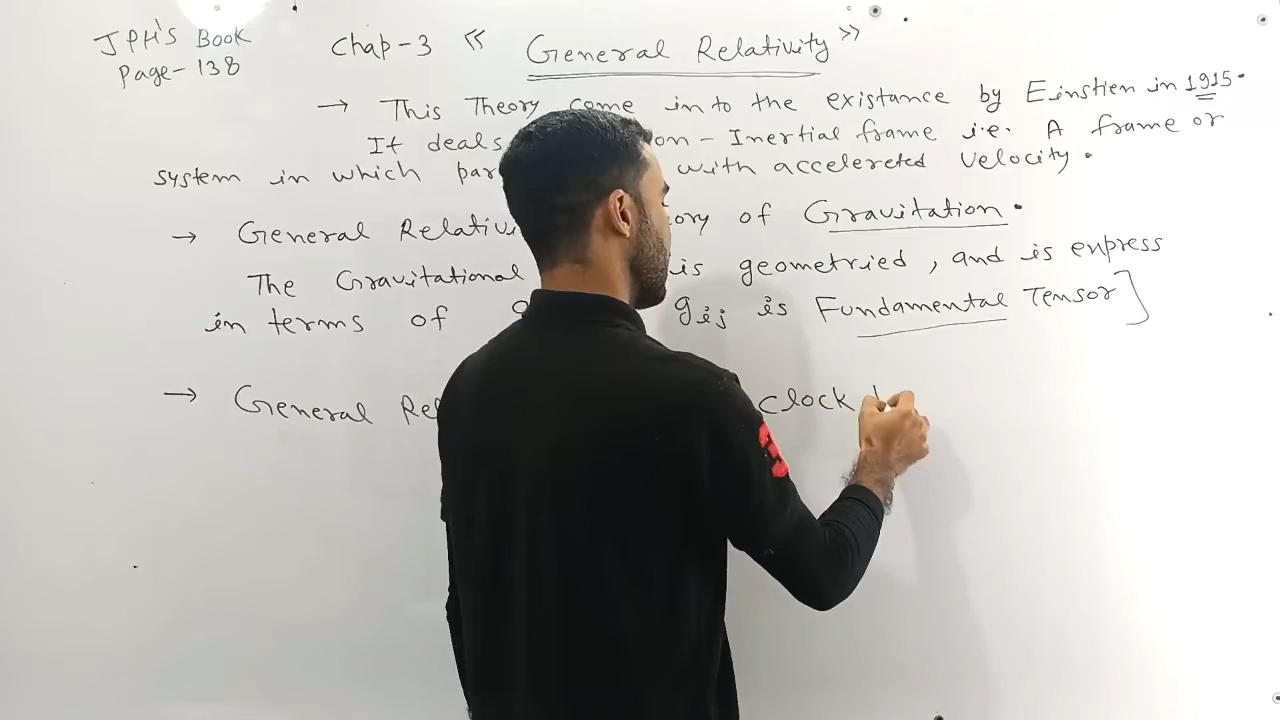 JPH's Book
Page-138
Chap-3 « General Relativity »
→ This Theory come into the existance by Einstien in 1915.
It deals on-Inertial frame i.e. A frame or
system in which par with accelereted velocity.
→ General Relativi ory of Gravitation.
The Gravitational is geometried, and is express
in terms of g gij is Fundamental Tensor]
→ General Rel clock